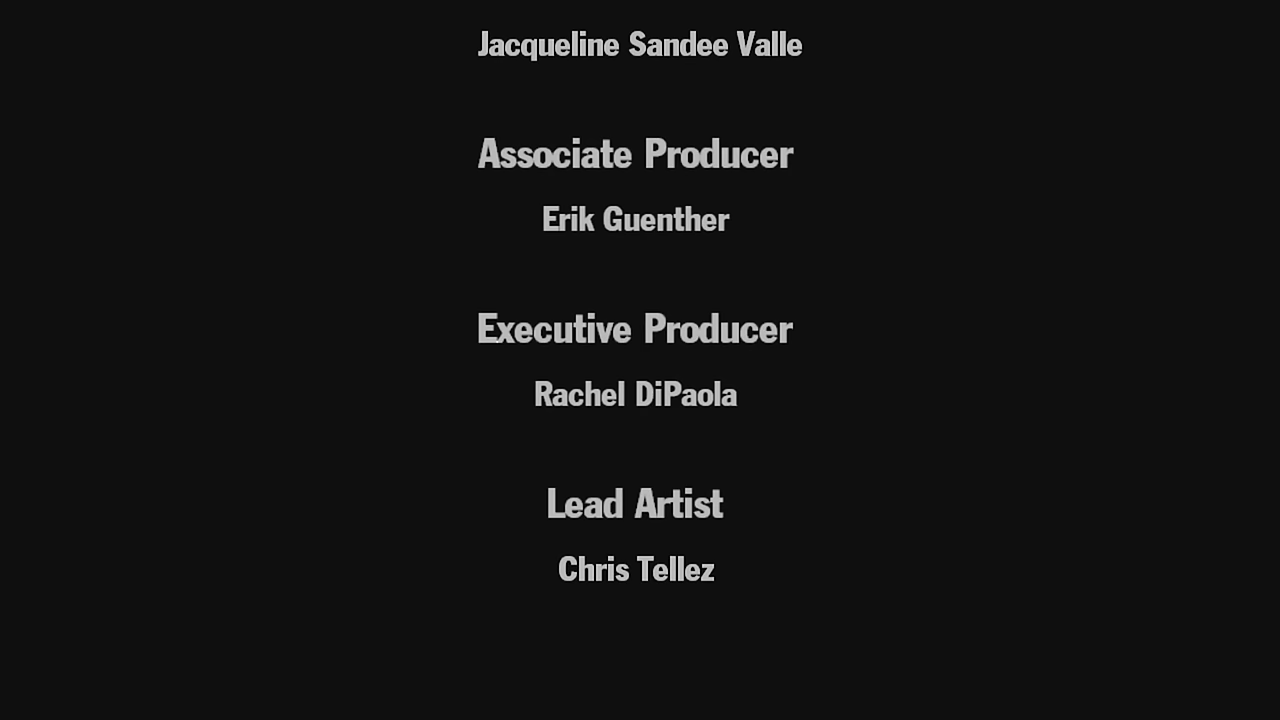 Jacqueline Sandee Valle
Associate Producer
Erik Guenther
Executive Producer
Rachel DiPaola
Lead Artist
Chris Tellez